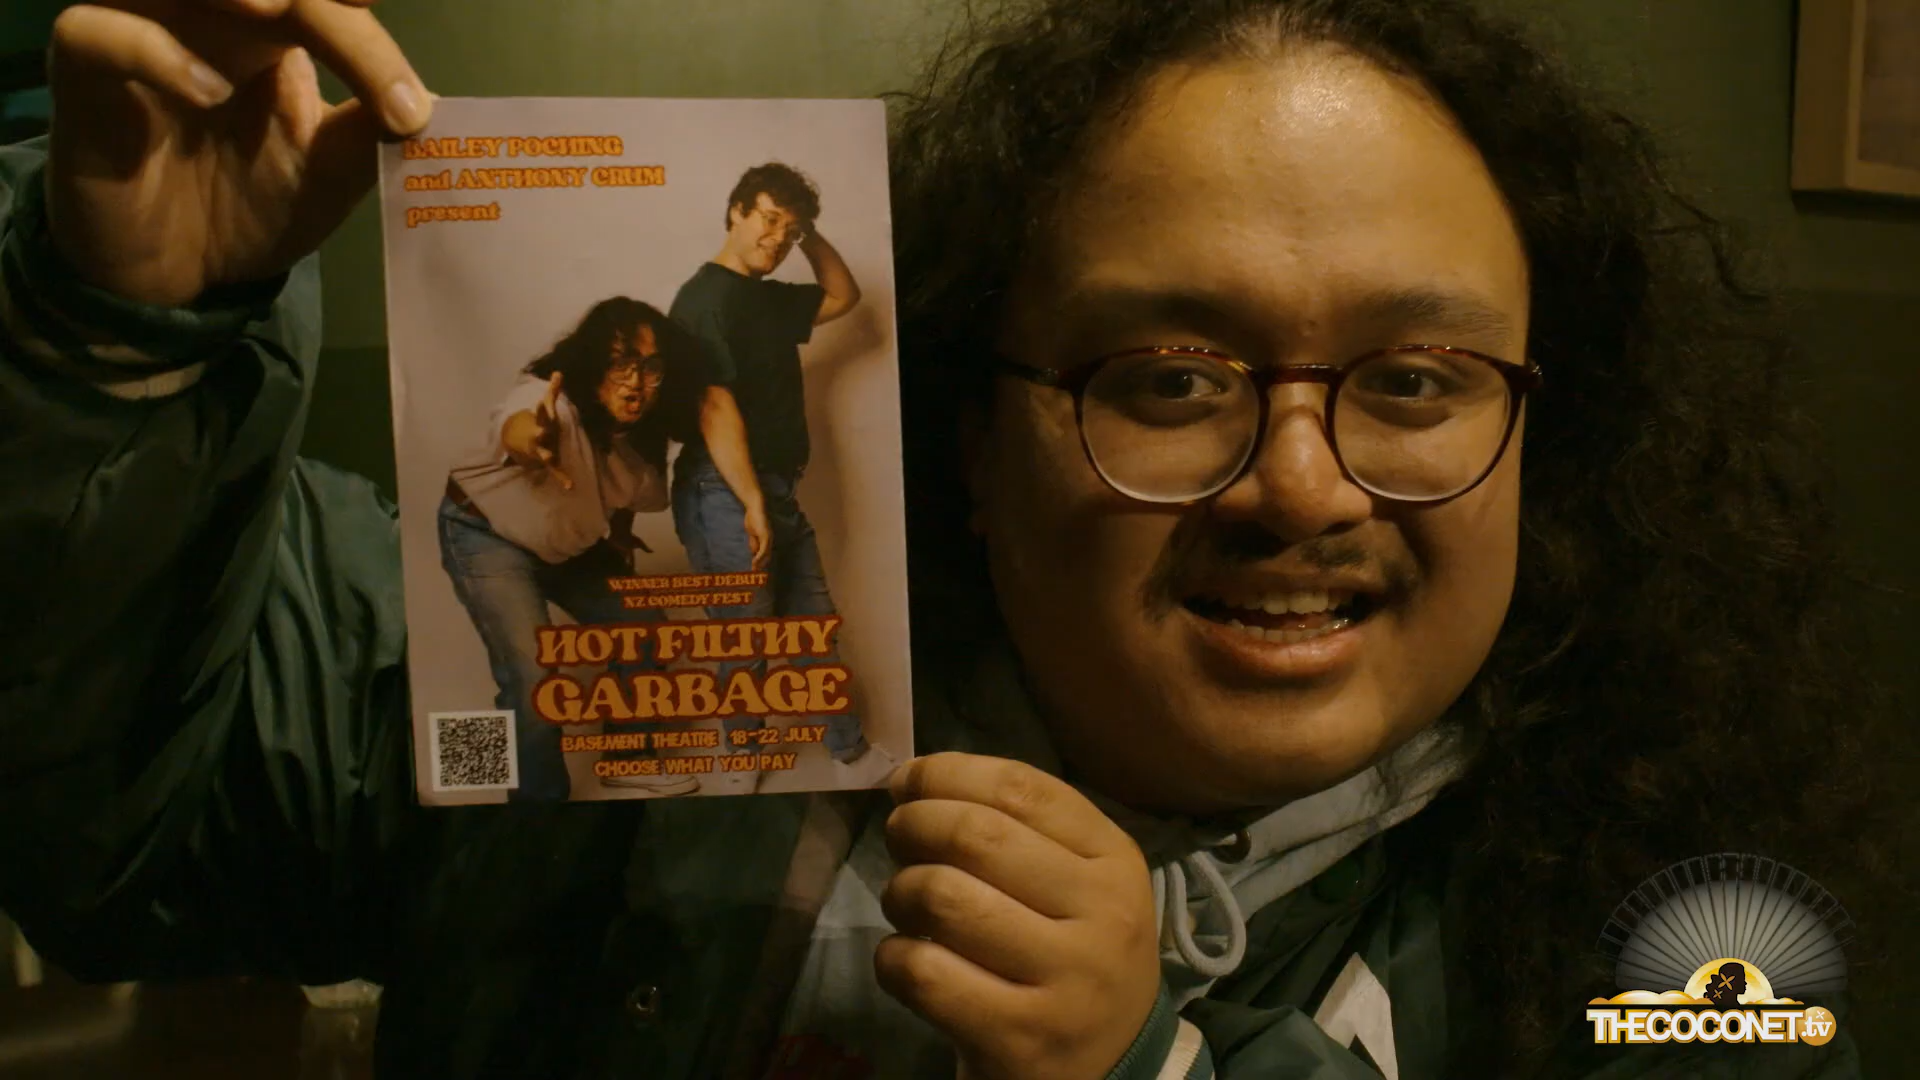 BAILEY POCHING
and ANTHONY CRUM
present
WINNER BEST DEBUT
NZ COMEDY FEST
HOT FILTHY
GARBAGE
BASEMENT THEATRE 18-22 JULY
CHOOSE WHAT YOU PAY
THECOCONET.tv